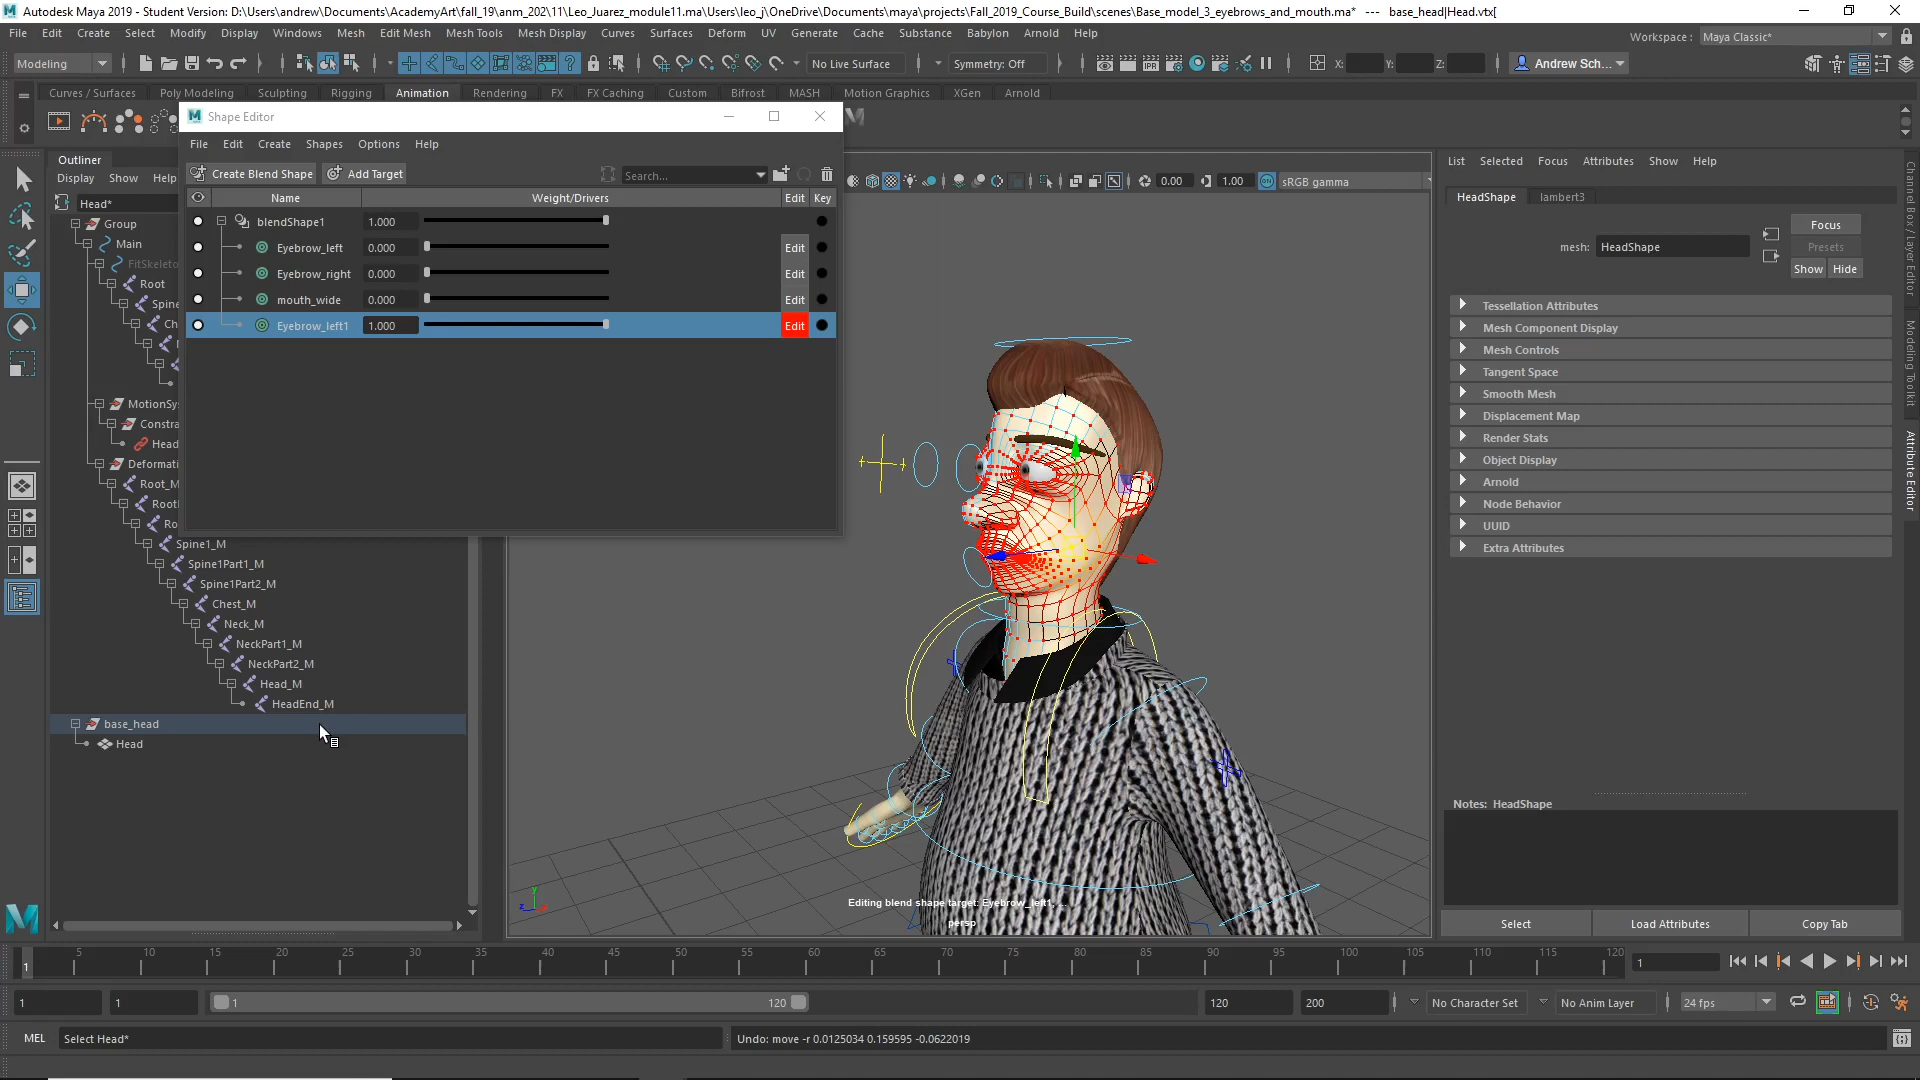 Autodesk Maya 2019 - Student Version: D:\Users\andrew\Documents\AcademyArt\fall_19\anm_202\11\Leo_Juarez_module11.ma\Users\leo_j\OneDrive\Documents\maya\projects\Fall_2019_Course_Build\scenes\Base_model_3_eyebrows_and_mouth.ma* --- base_head|Head.vtx[
File Edit Create Select Modify Display Windows Mesh Edit Mesh Mesh Tools Mesh Display Curves Surfaces Deform UV Generate Cache Substance Babylon Arnold Help
Workspace : Maya Classic*
Modeling No Live Surface Symmetry: Off X: Y: Z: Andrew Sch...
Curves / Surfaces Poly Modeling Sculpting Rigging Animation Rendering FX FX Caching Custom Bifrost MASH Motion Graphics XGen Arnold
Shape Editor
File Edit Create Shapes Options Help
Create Blend Shape Add Target Search...
Name Weight/Drivers Edit Key
blendShape1 1.000
Eyebrow_left 0.000 Edit
Eyebrow_right 0.000 Edit
mouth_wide 0.000 Edit
Eyebrow_left1 1.000 Edit
Outliner
Display Show Help
Head*
Group
Main
FitSkeleto
Root
Spine
Ch
MotionSys
Constra
Head
Deformati
Root_M
Root
Ro
Spine1_M
Spine1Part1_M
Spine1Part2_M
Chest_M
Neck_M
NeckPart1_M
NeckPart2_M
Head_M
HeadEnd_M
base_head
Head
0.00 1.00 ON sRGB gamma
Editing blend shape target: Eyebrow_left1, ...
persp
y
z
List Selected Focus Attributes Show Help
HeadShape lambert3
mesh: HeadShape
Focus
Presets
Show Hide
Tessellation Attributes
Mesh Component Display
Mesh Controls
Tangent Space
Smooth Mesh
Displacement Map
Render Stats
Object Display
Arnold
Node Behavior
UUID
Extra Attributes
Notes: HeadShape
Select Load Attributes Copy Tab
Channel Box / Layer Editor
Modeling Toolkit
Attribute Editor
5 10 15 20 25 30 35 40 45 50 55 60 65 70 75 80 85 90 95 100 105 110 115 120
1 1
1 1 1 120 120 200 No Character Set No Anim Layer 24 fps
MEL Select Head* Undo: move -r 0.0125034 0.159595 -0.0622019